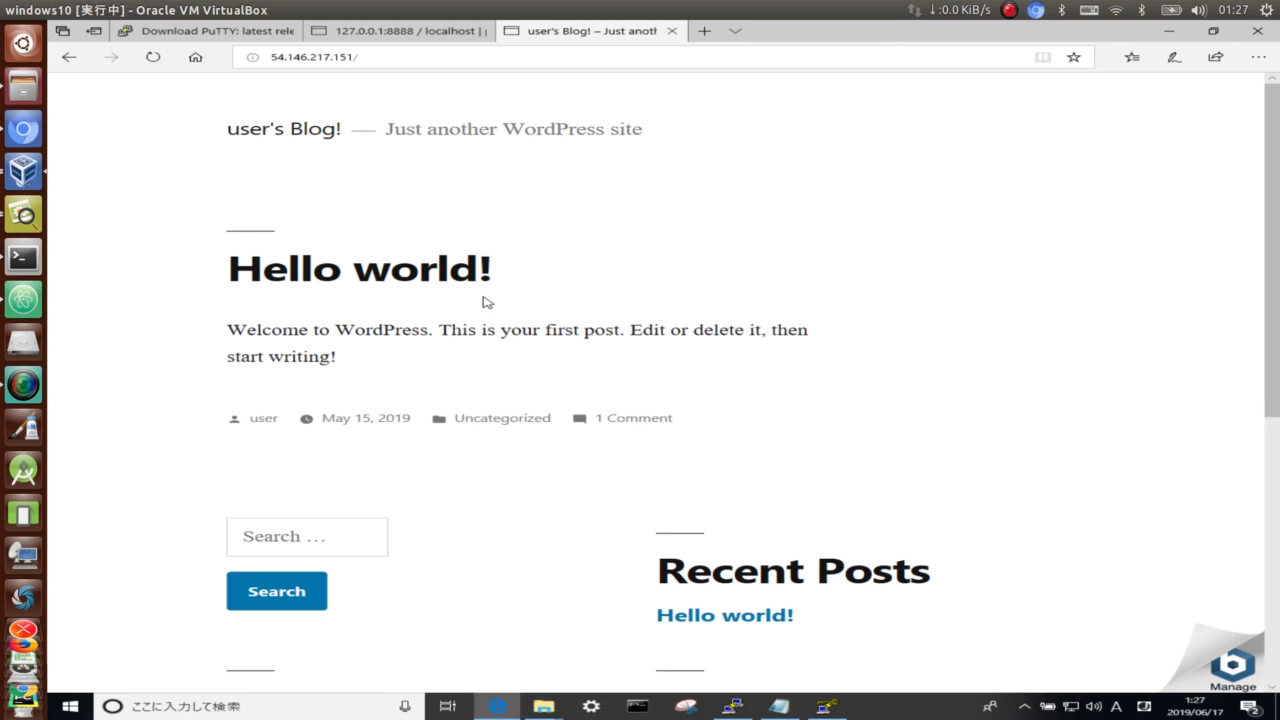 windows10 [実行中] - Oracle VM VirtualBox
↓:0.0 KiB/s
01:27
Download PuTTY: latest rele
127.0.0.1:8888 / localhost | p
user's Blog! – Just anoth
54.146.217.151/
user's Blog! — Just another WordPress site
Hello world!
Welcome to WordPress. This is your first post. Edit or delete it, then
start writing!
user May 15, 2019 Uncategorized 1 Comment
Search …
Search
Recent Posts
Hello world!
Manage
ここに入力して検索
A
1:27
2019/06/17
2